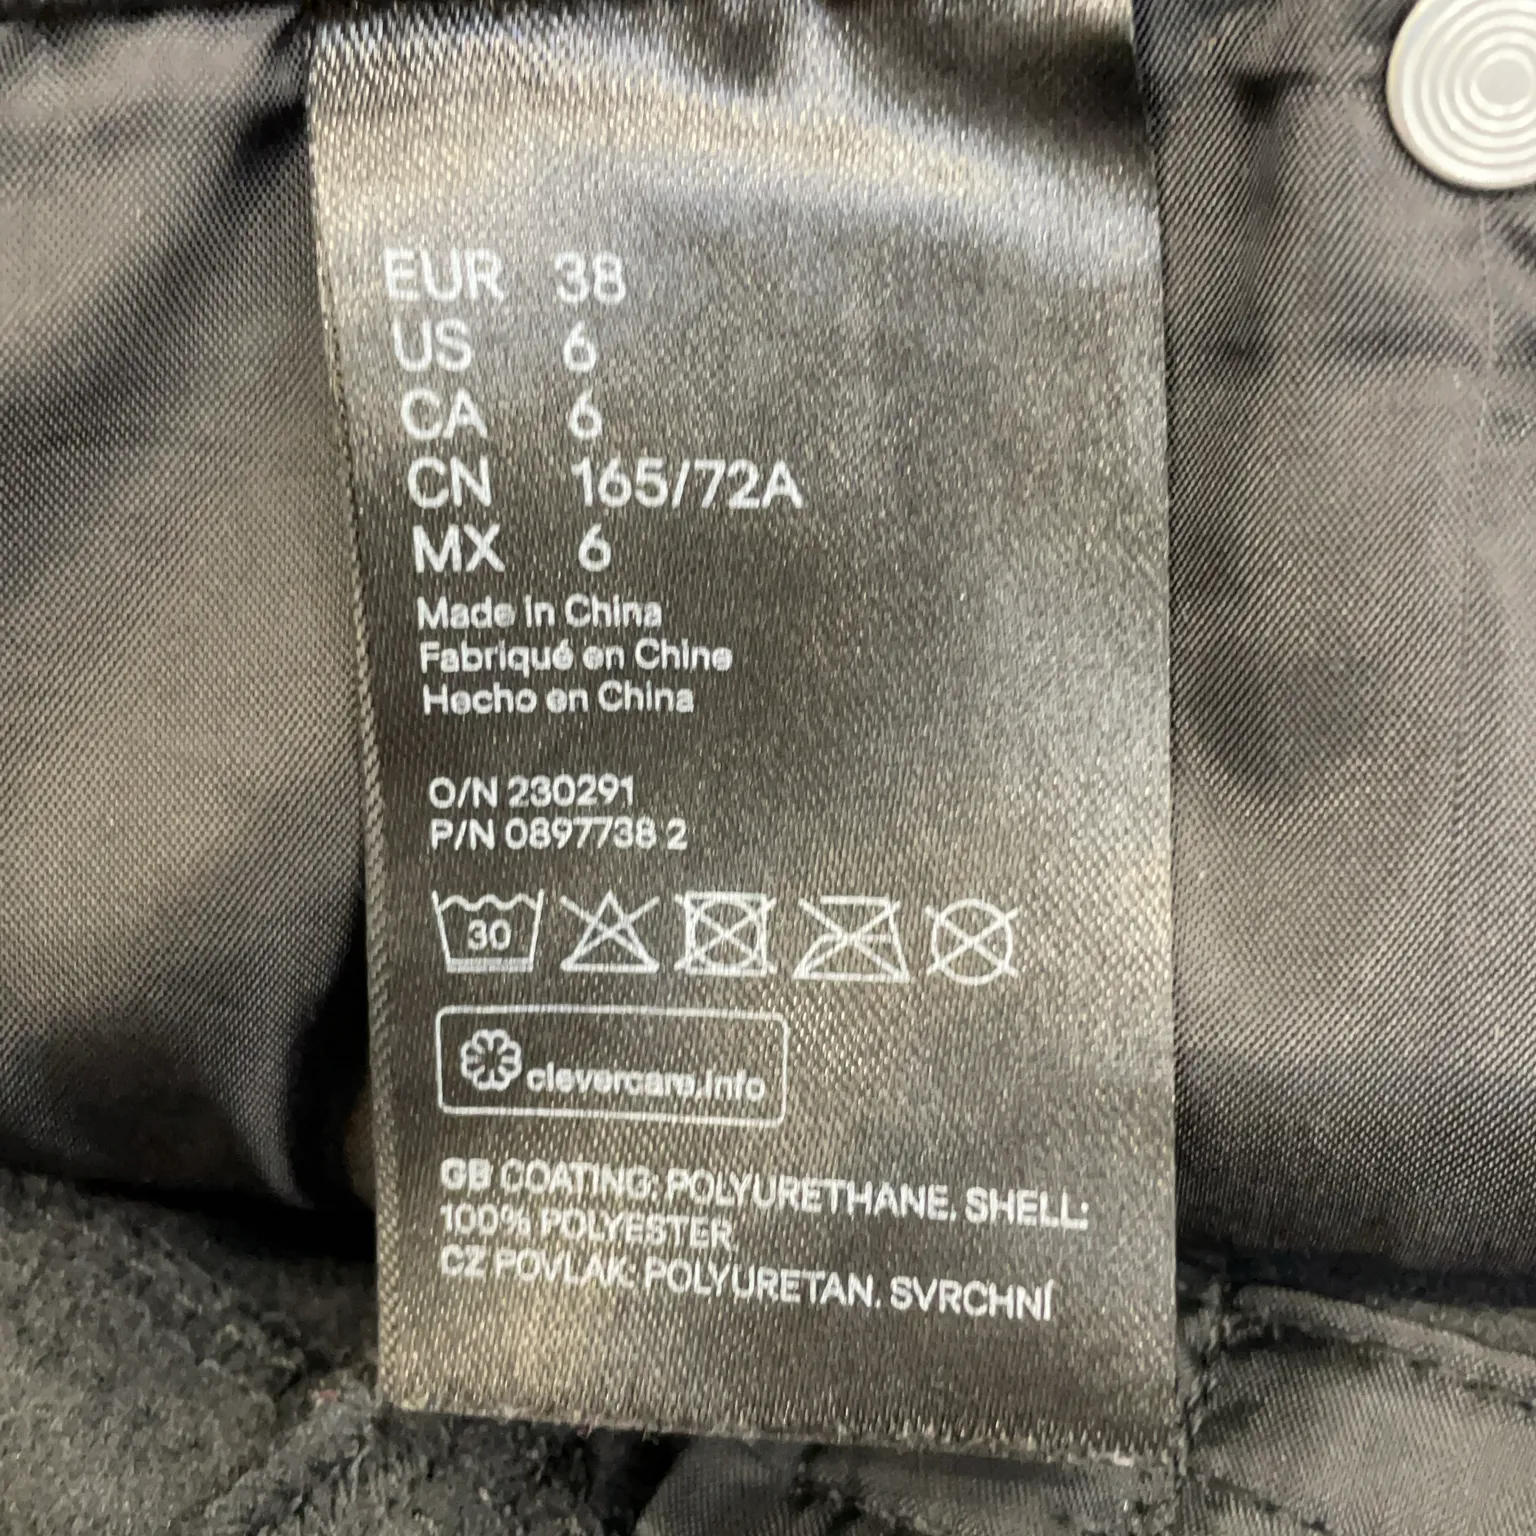 EUR 38
US 6
CA 6
CN 165/72A
MX 6
Made in China
Fabriqué en Chine
Hecho en China
O/N 230291
P/N 0897738 2
30
clevercare.info
GB COATING: POLYURETHANE. SHELL:
100% POLYESTER
CZ POVLAK: POLYURETAN. SVRCHNÍ